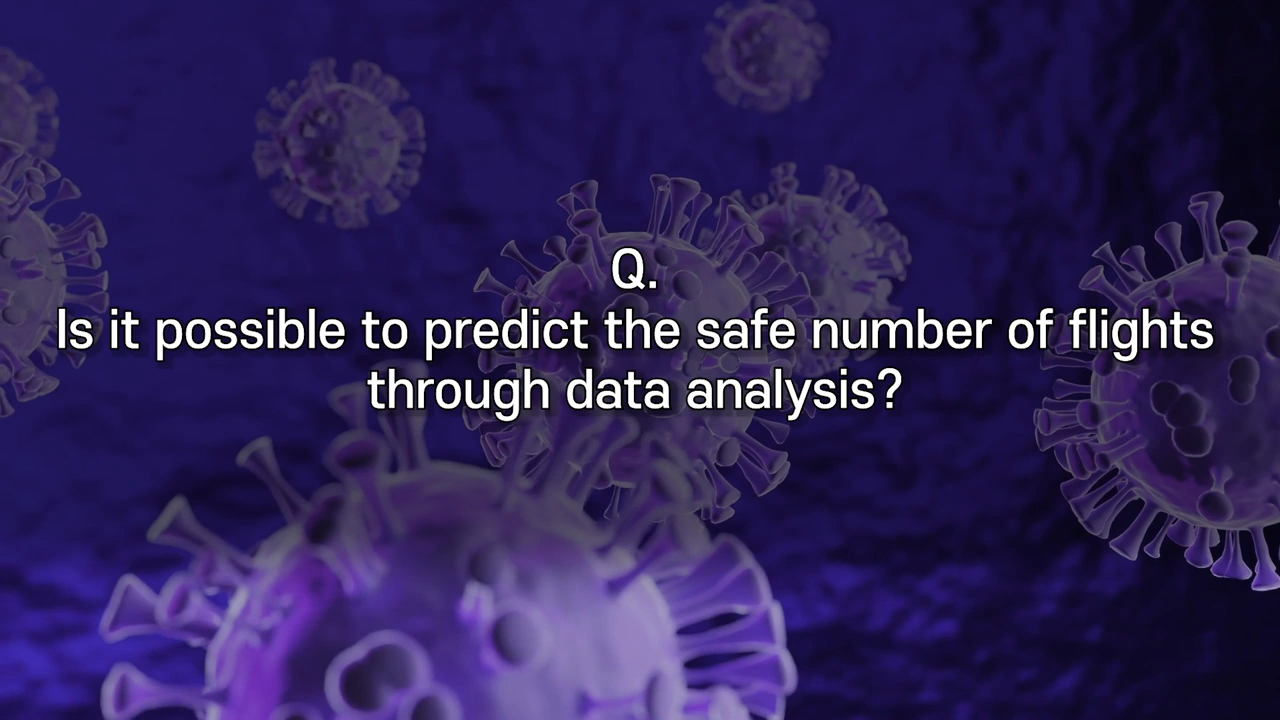 Q.
Is it possible to predict the safe number of flights
through data analysis?